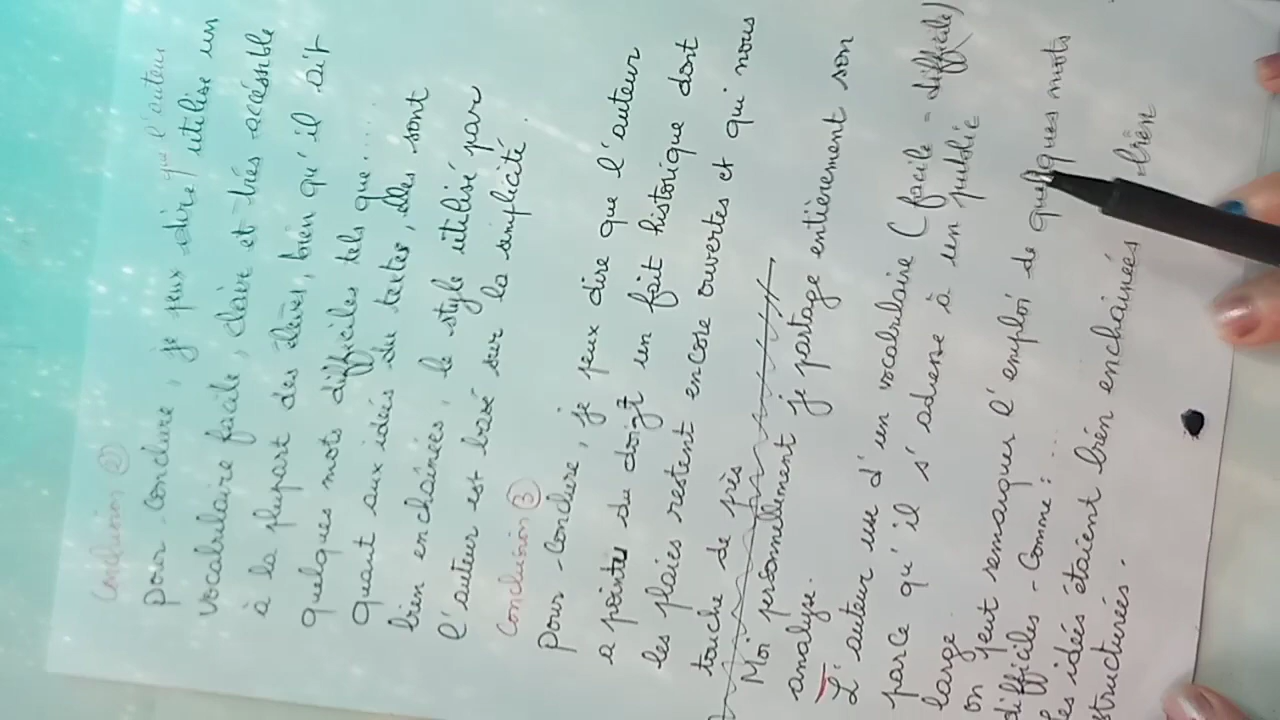 Conclusion ②
pour-conclure, je peux dire que l'auteur utilise un
vocabulaire facile, claire et très accéssible
à la plupart des élèves, bien qu'il ait
quelques mots difficiles tels que....
Quant aux idées du textes, elles sont
bien enchaînées, le style utilisé par
l'auteur est basé sur la simplicité.
Conclusion ③
Pour-conclure, je peux dire que l'auteur
a pointé du doigt un fait historique dont
les plaies restent encore ouvertes et qui nous
touche de près
Moi personnellement je partage entièrement son
analyse.
L'auteur use d'un vocabulaire (facile - difficile)
parce qu'il s'adresse à un public
large.
on peut remarquer l'emploi de quelques mots
difficiles - Comme : ....
les idées étaient bien enchainées bien
structurées.